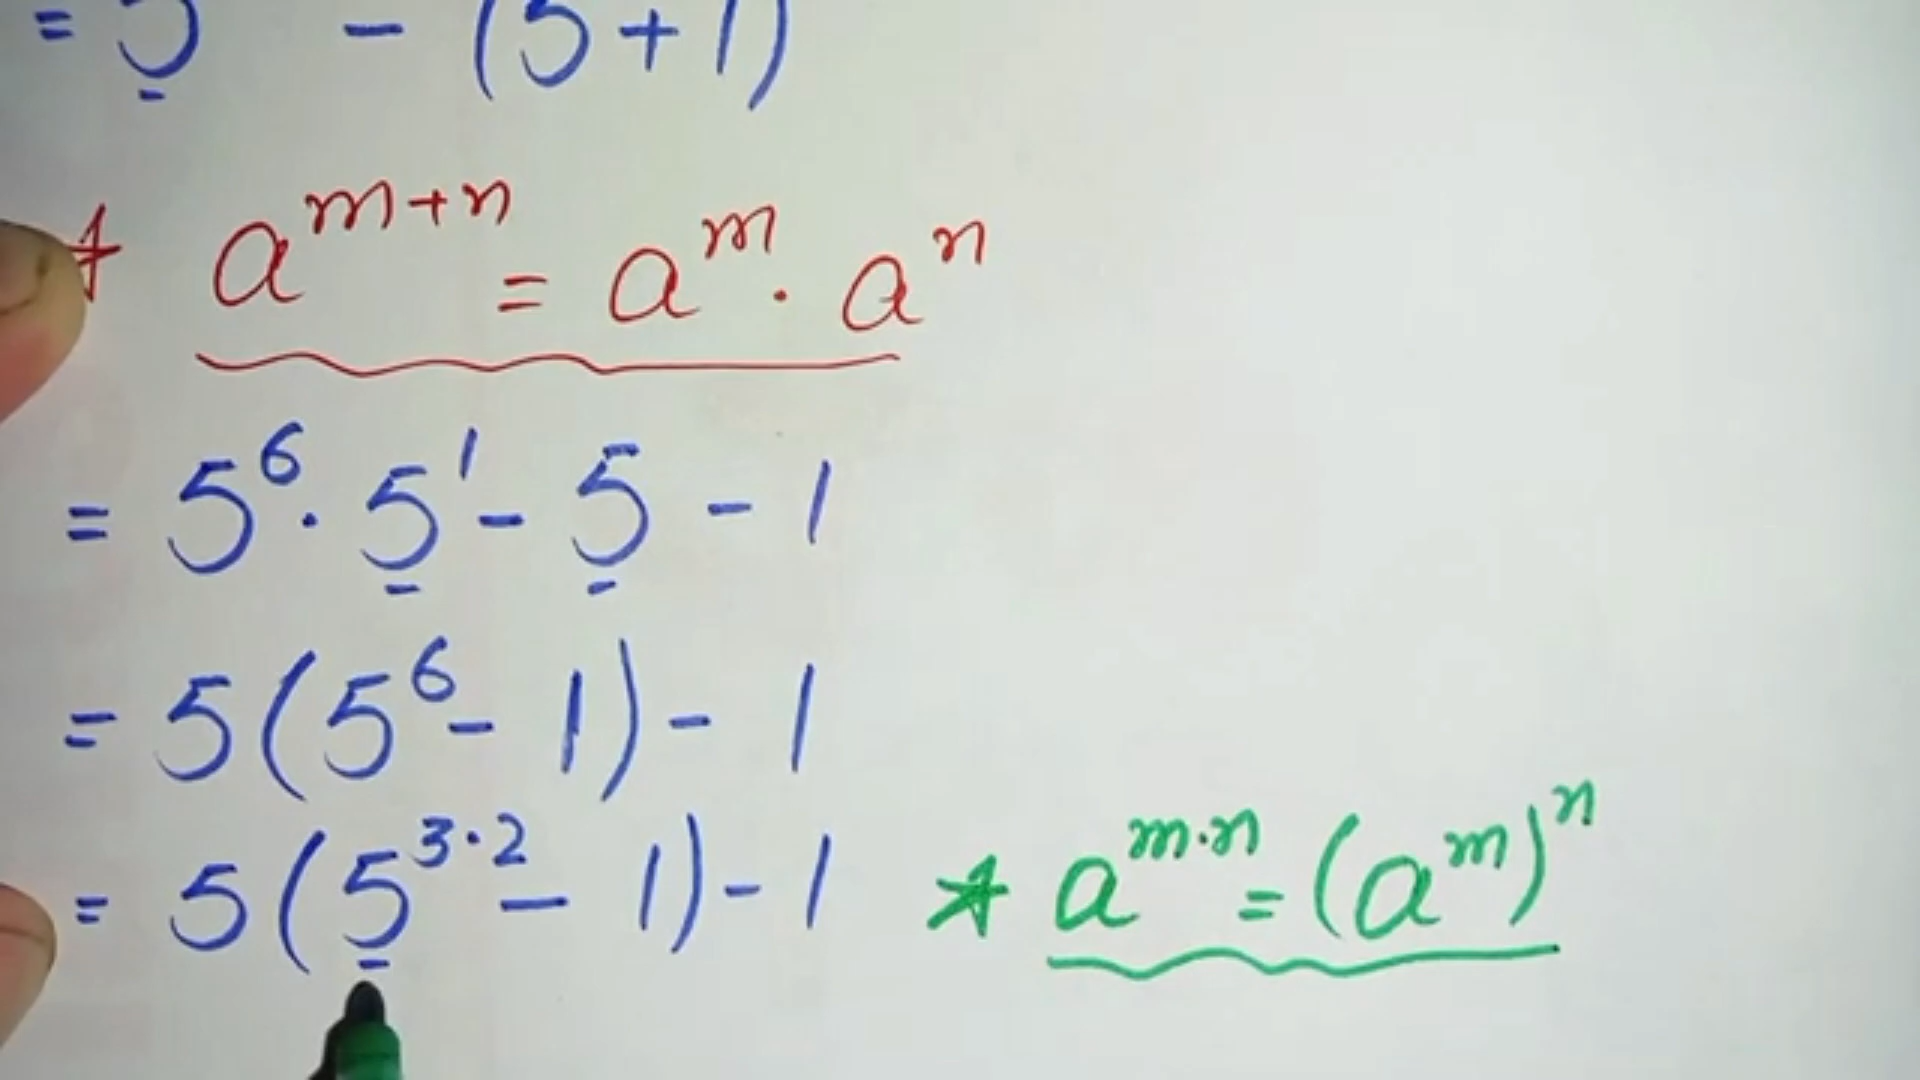 = 5 - (5+1)
★ a^{m+n} = a^m · a^n
= 5^6 · 5^1 - 5 - 1
= 5(5^6 - 1) - 1
= 5(5^{3·2} - 1) - 1 ★ a^{m·n} = (a^m)^n